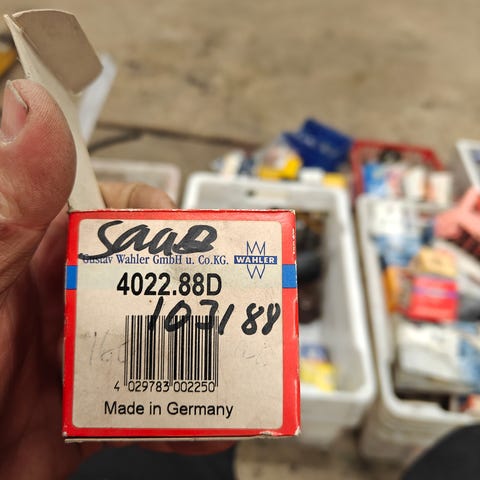 SAAB
Gustav Wahler GmbH u. Co.KG. WAHLER
4022.88D
103188
4 029783 002250
Made in Germany